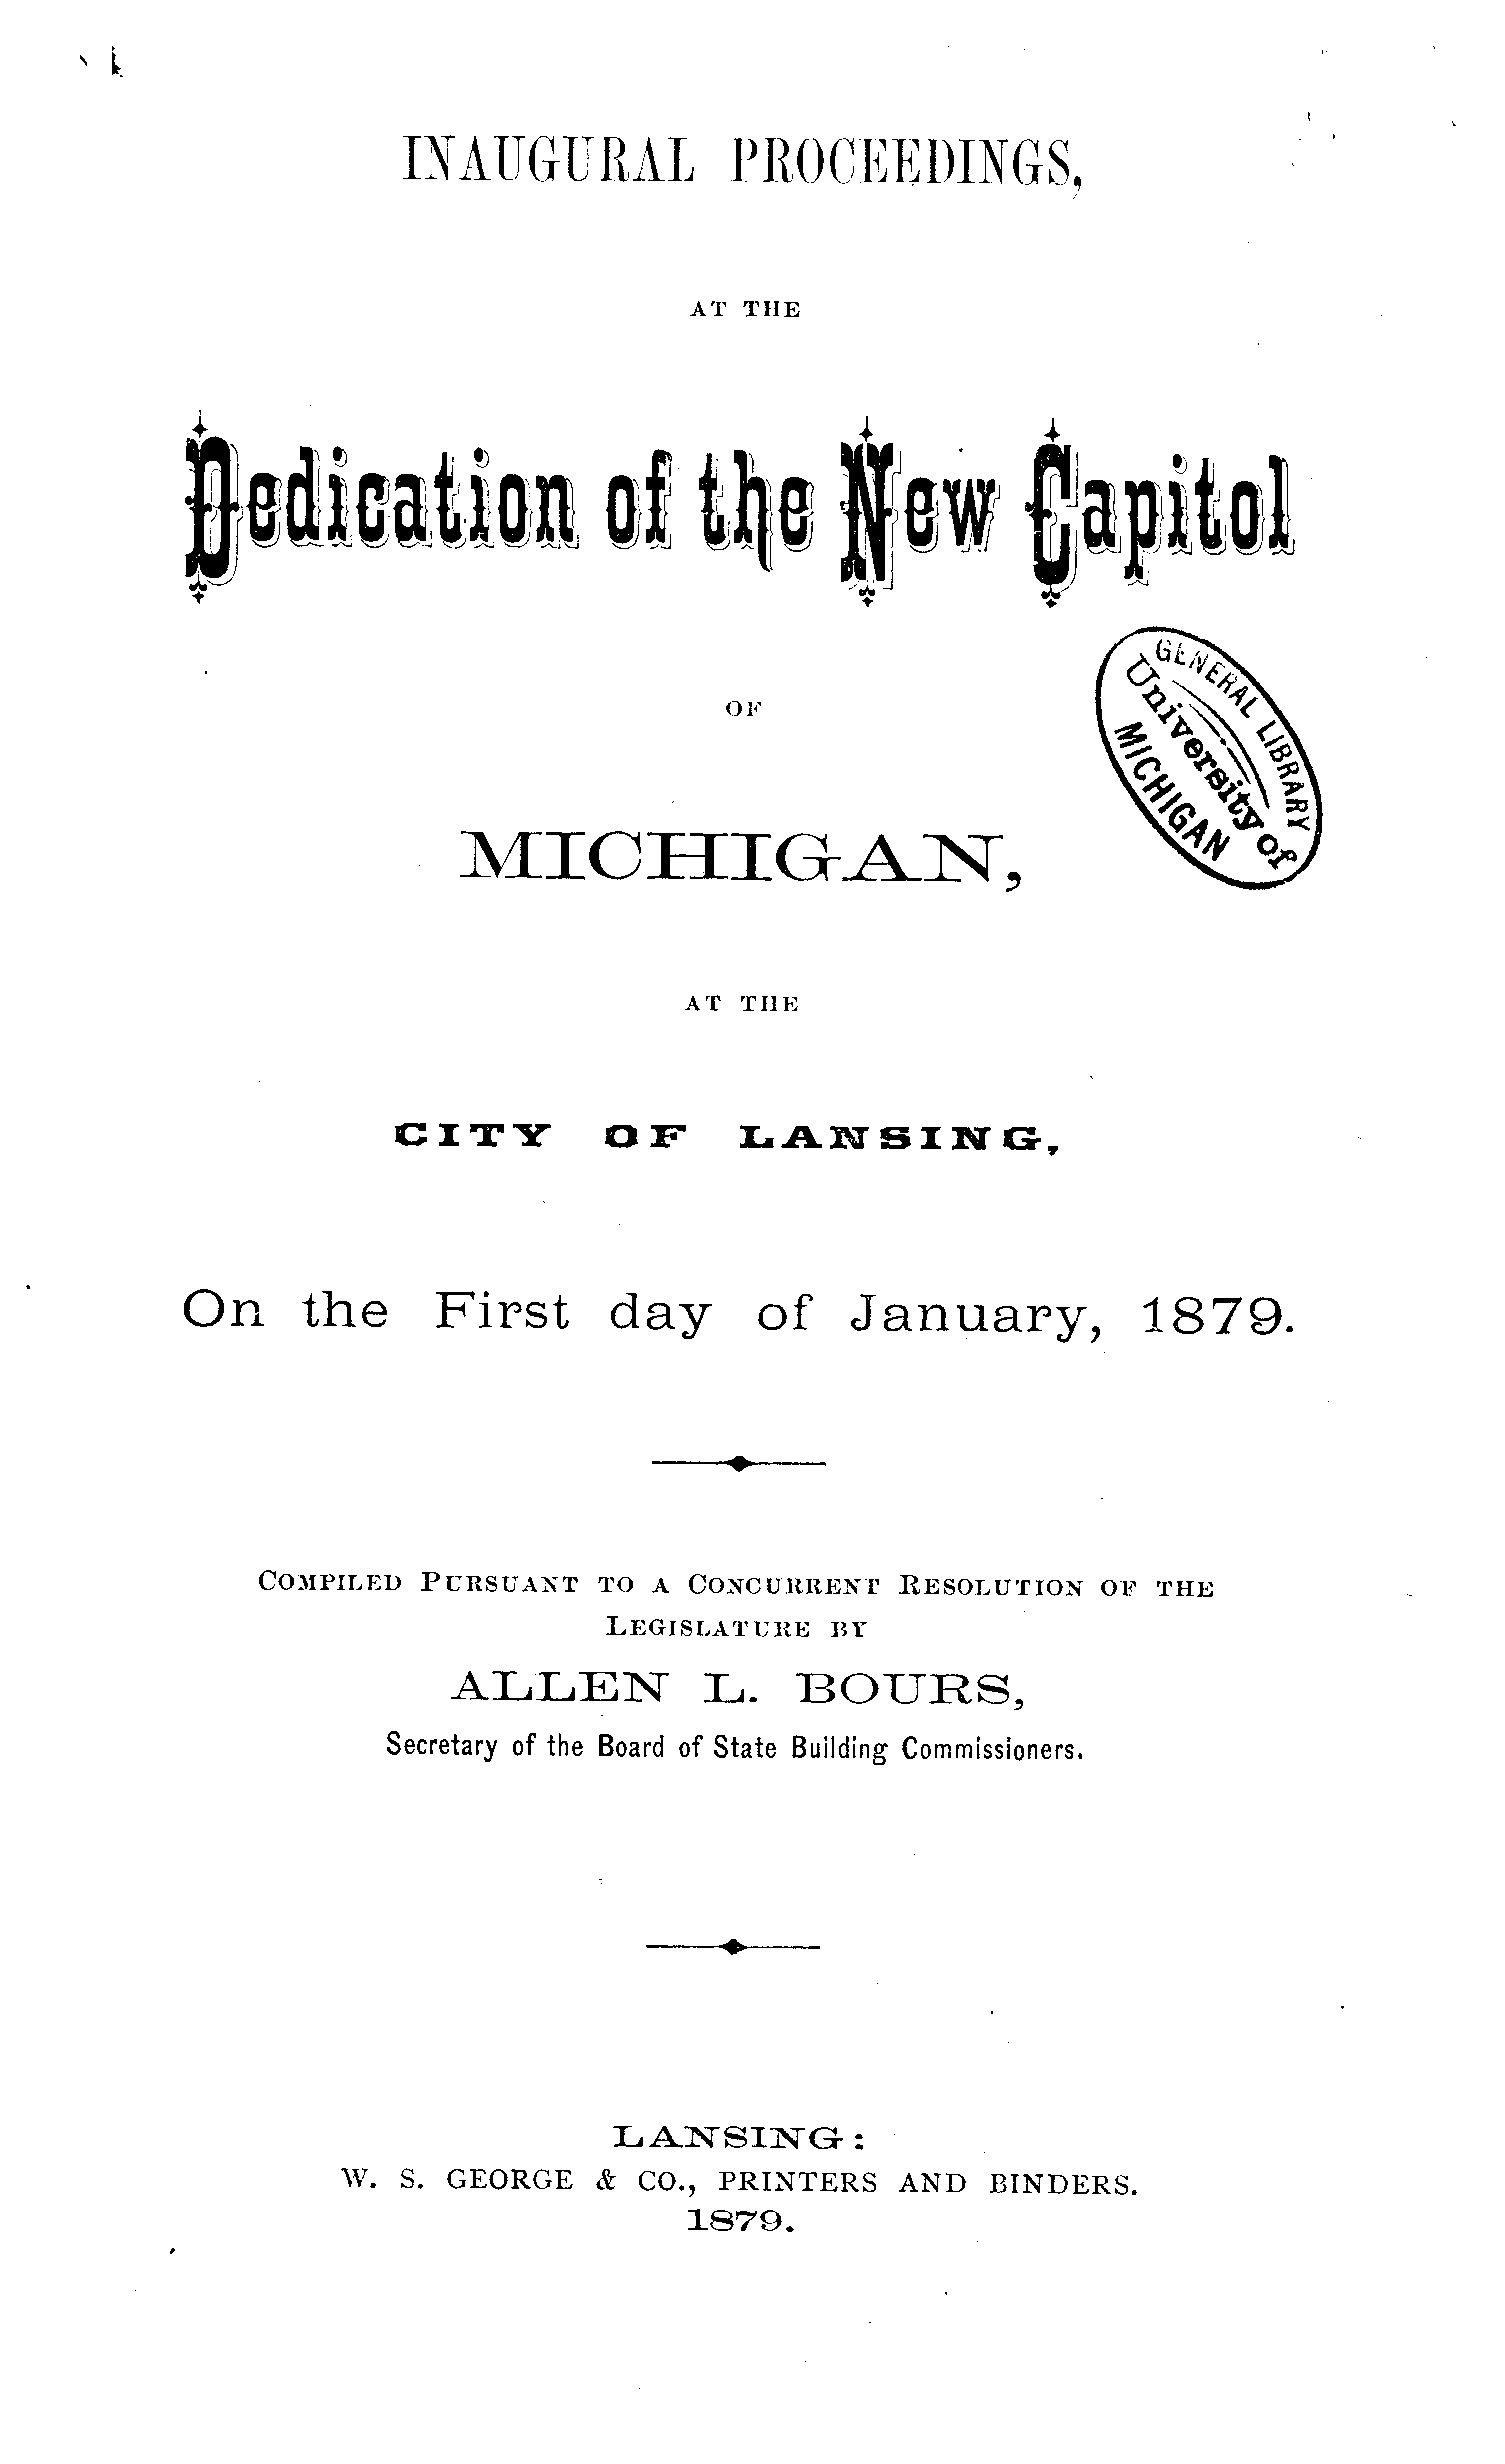 INAUGURAL PROCEEDINGS,
AT THE
Dedication of the New Capitol
OF
GENERAL LIBRARY
University of
MICHIGAN
MICHIGAN,
AT THE
CITY OF LANSING,
On the First day of January, 1879.
COMPILED PURSUANT TO A CONCURRENT RESOLUTION OF THE
LEGISLATURE BY
ALLEN L. BOURS,
Secretary of the Board of State Building Commissioners.
LANSING:
W. S. GEORGE & CO., PRINTERS AND BINDERS.
1879.